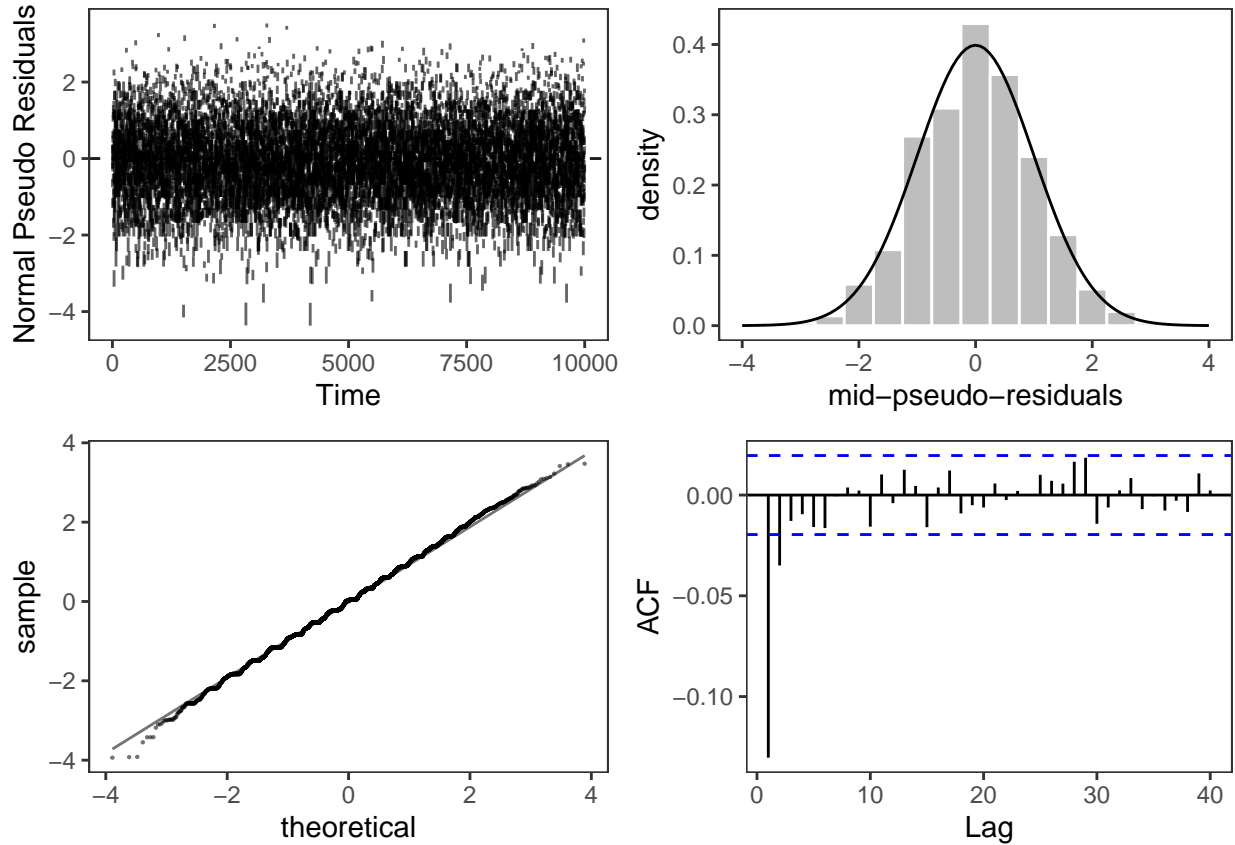 Normal Pseudo Residuals
2
0
−2
−4
0 2500 5000 7500 10000
Time
density
0.4
0.3
0.2
0.1
0.0
−4 −2 0 2 4
mid−pseudo−residuals
sample
4
2
0
−2
−4
−4 −2 0 2 4
theoretical
ACF
0.00
−0.05
−0.10
0 10 20 30 40
Lag